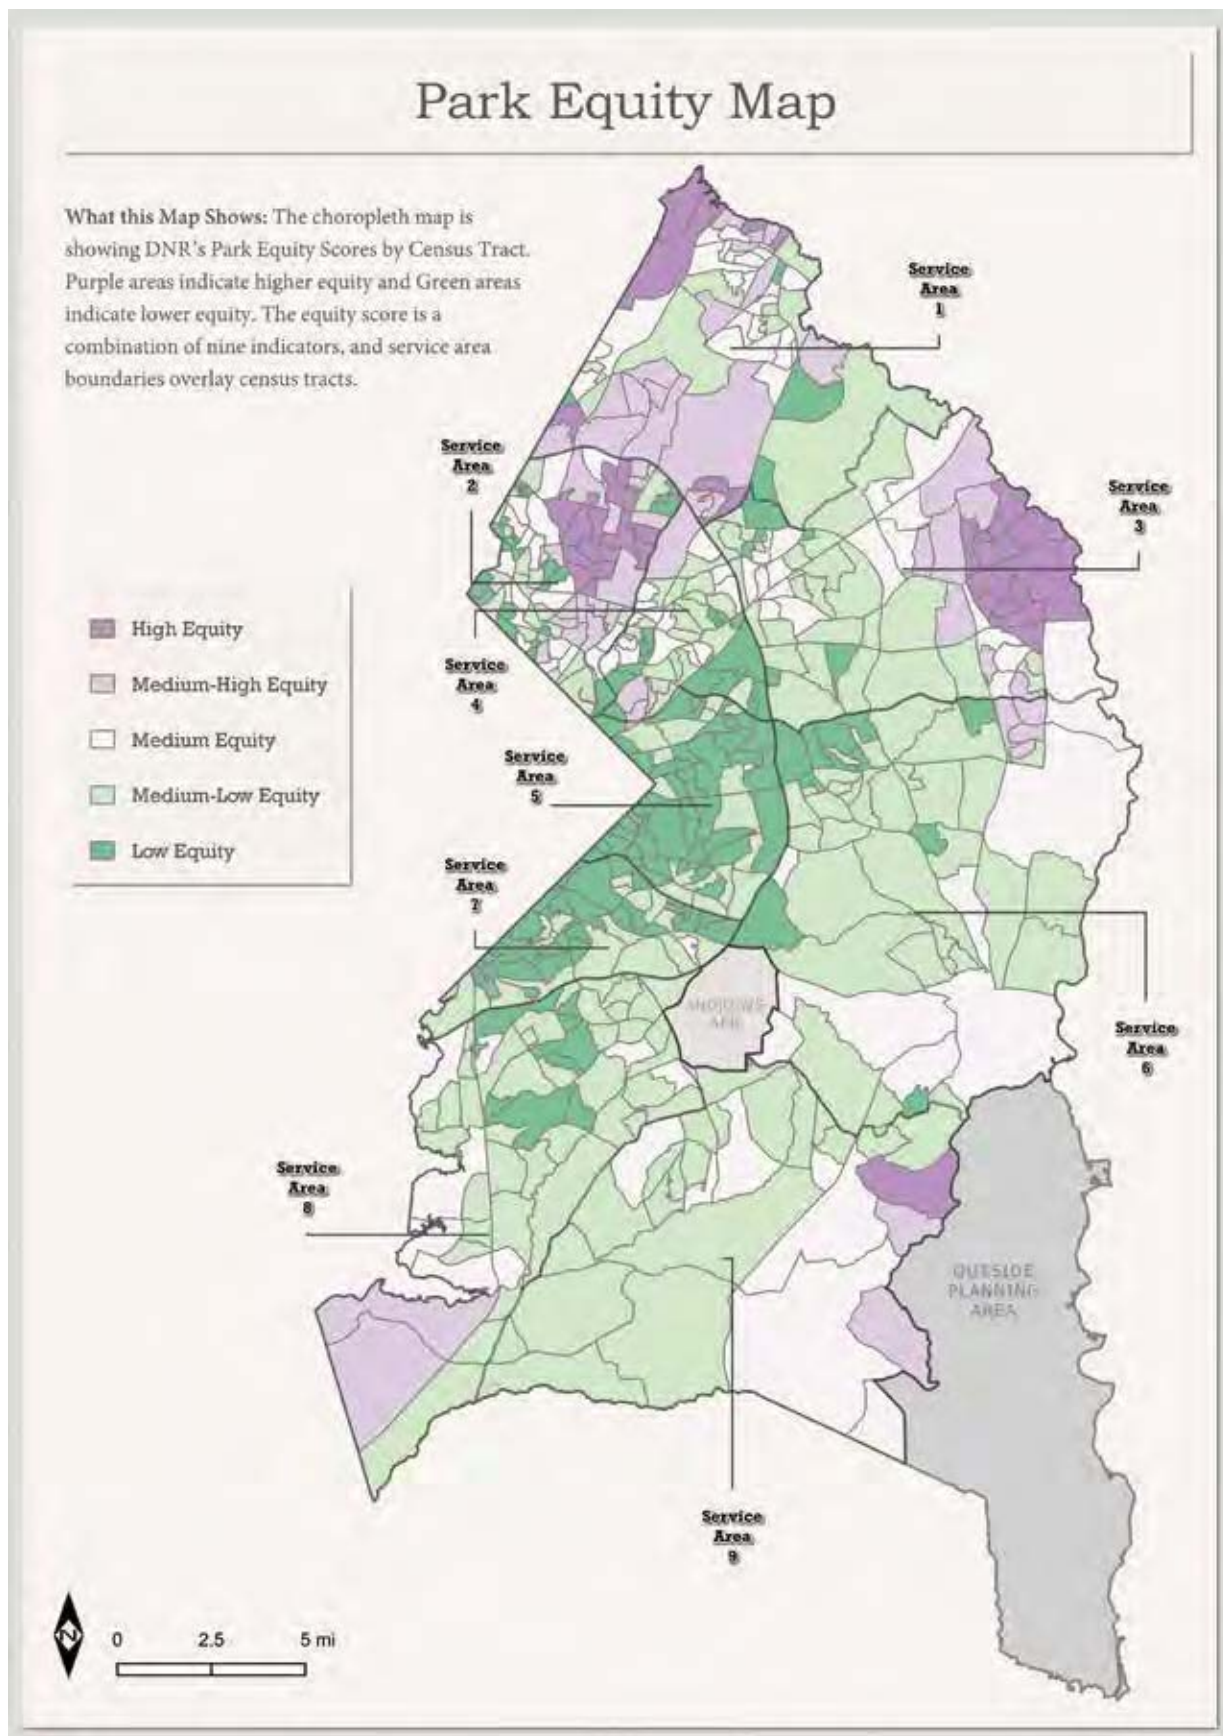 Park Equity Map
What this Map Shows: The choropleth map is
showing DNR's Park Equity Scores by Census Tract.
Purple areas indicate higher equity and Green areas
indicate lower equity. The equity score is a
combination of nine indicators, and service area
boundaries overlay census tracts.
Service
Area
1
Service
Area
2
Service
Area
3
High Equity
Medium-High Equity
Medium Equity
Medium-Low Equity
Low Equity
Service
Area
4
Service
Area
5
Service
Area
7
ANDREWS
AFB
Service
Area
6
Service
Area
8
OUTSIDE
PLANNING
AREA
Service
Area
9
N
0 2.5 5 mi